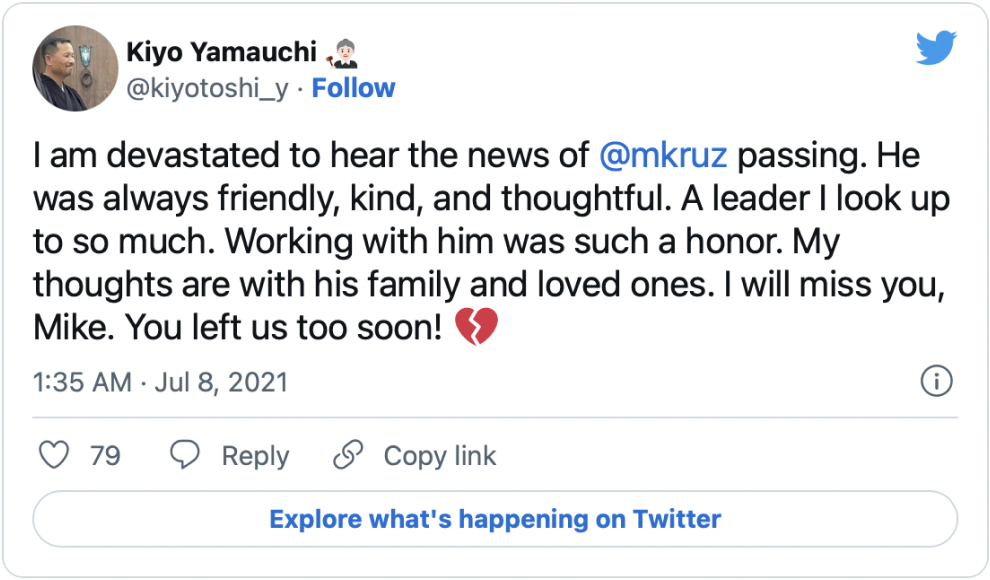 Kiyo Yamauchi
@kiyotoshi_y · Follow
I am devastated to hear the news of @mkruz passing. He
was always friendly, kind, and thoughtful. A leader I look up
to so much. Working with him was such a honor. My
thoughts are with his family and loved ones. I will miss you,
Mike. You left us too soon! 💔
1:35 AM · Jul 8, 2021
79 Reply Copy link
Explore what's happening on Twitter